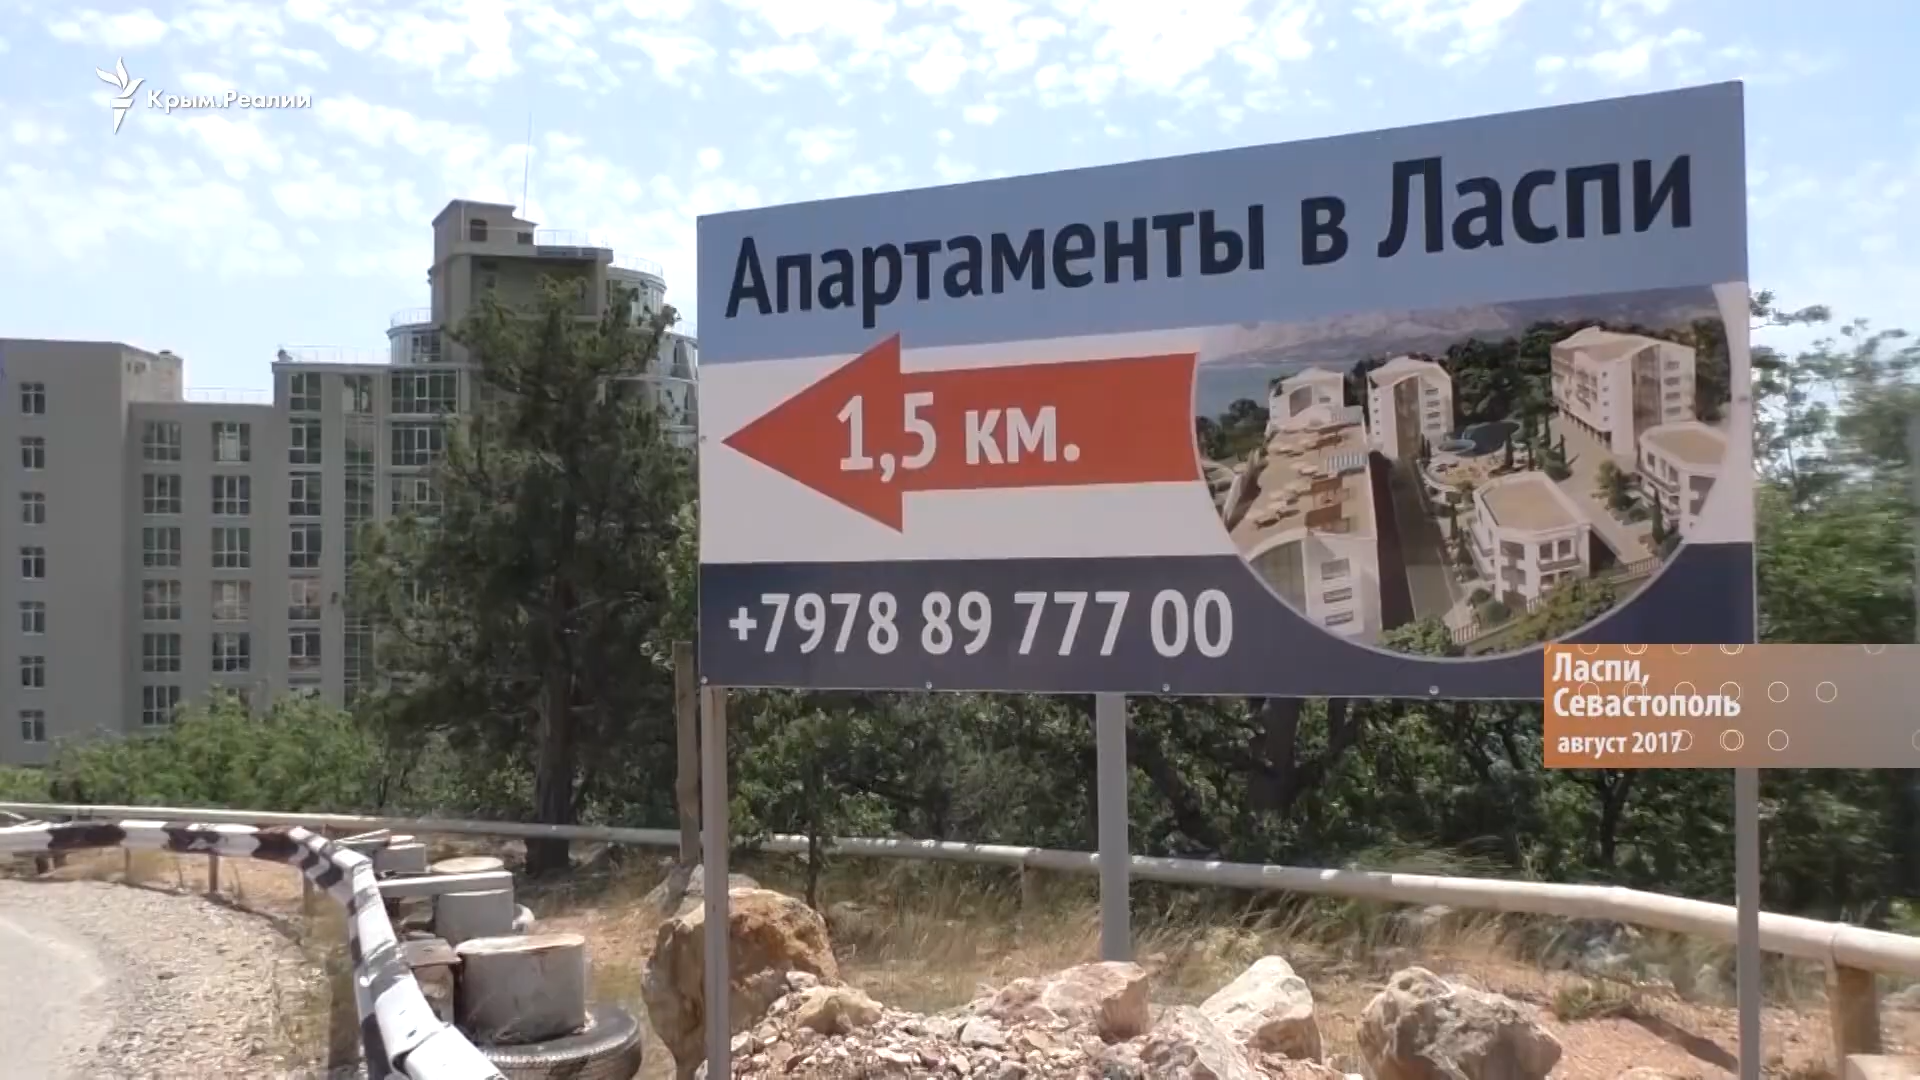 Крым.Реалии
Апартаменты в Ласпи
1,5 км.
+7978 89 777 00
Ласпи,
Севастополь
август 2017